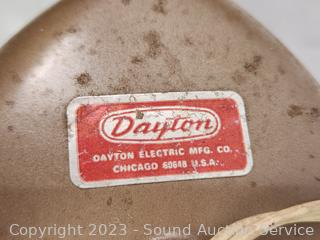 Dayton
DAYTON ELECTRIC MFG. CO.
CHICAGO 60648 U.S.A.
Copyright 2023 - Sound Auction Service